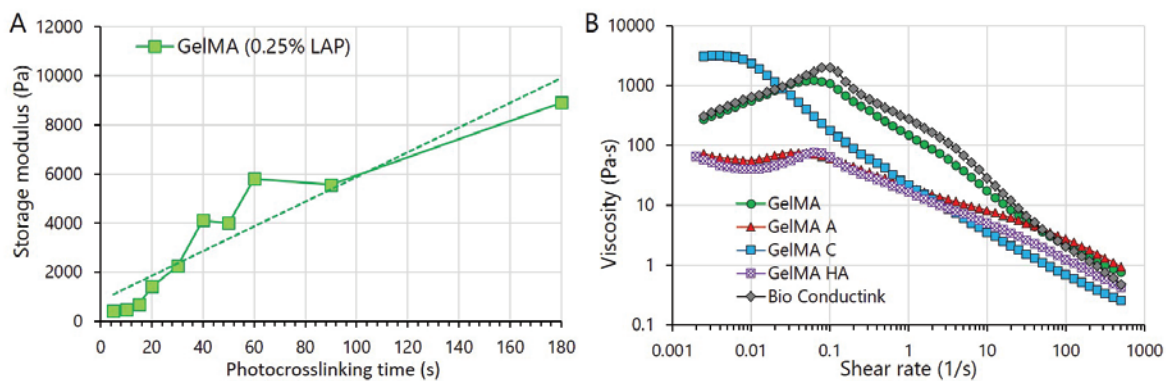 A
12000
10000
8000
6000
4000
2000
0
Storage modulus (Pa)
GelMA (0.25% LAP)
0 20 40 60 80 100 120 140 160 180
Photocrosslinking time (s)
B
10000
1000
100
10
1
0.1
Viscosity (Pa·s)
GelMA
GelMA A
GelMA C
GelMA HA
Bio Conductink
0.001 0.01 0.1 1 10 100 1000
Shear rate (1/s)